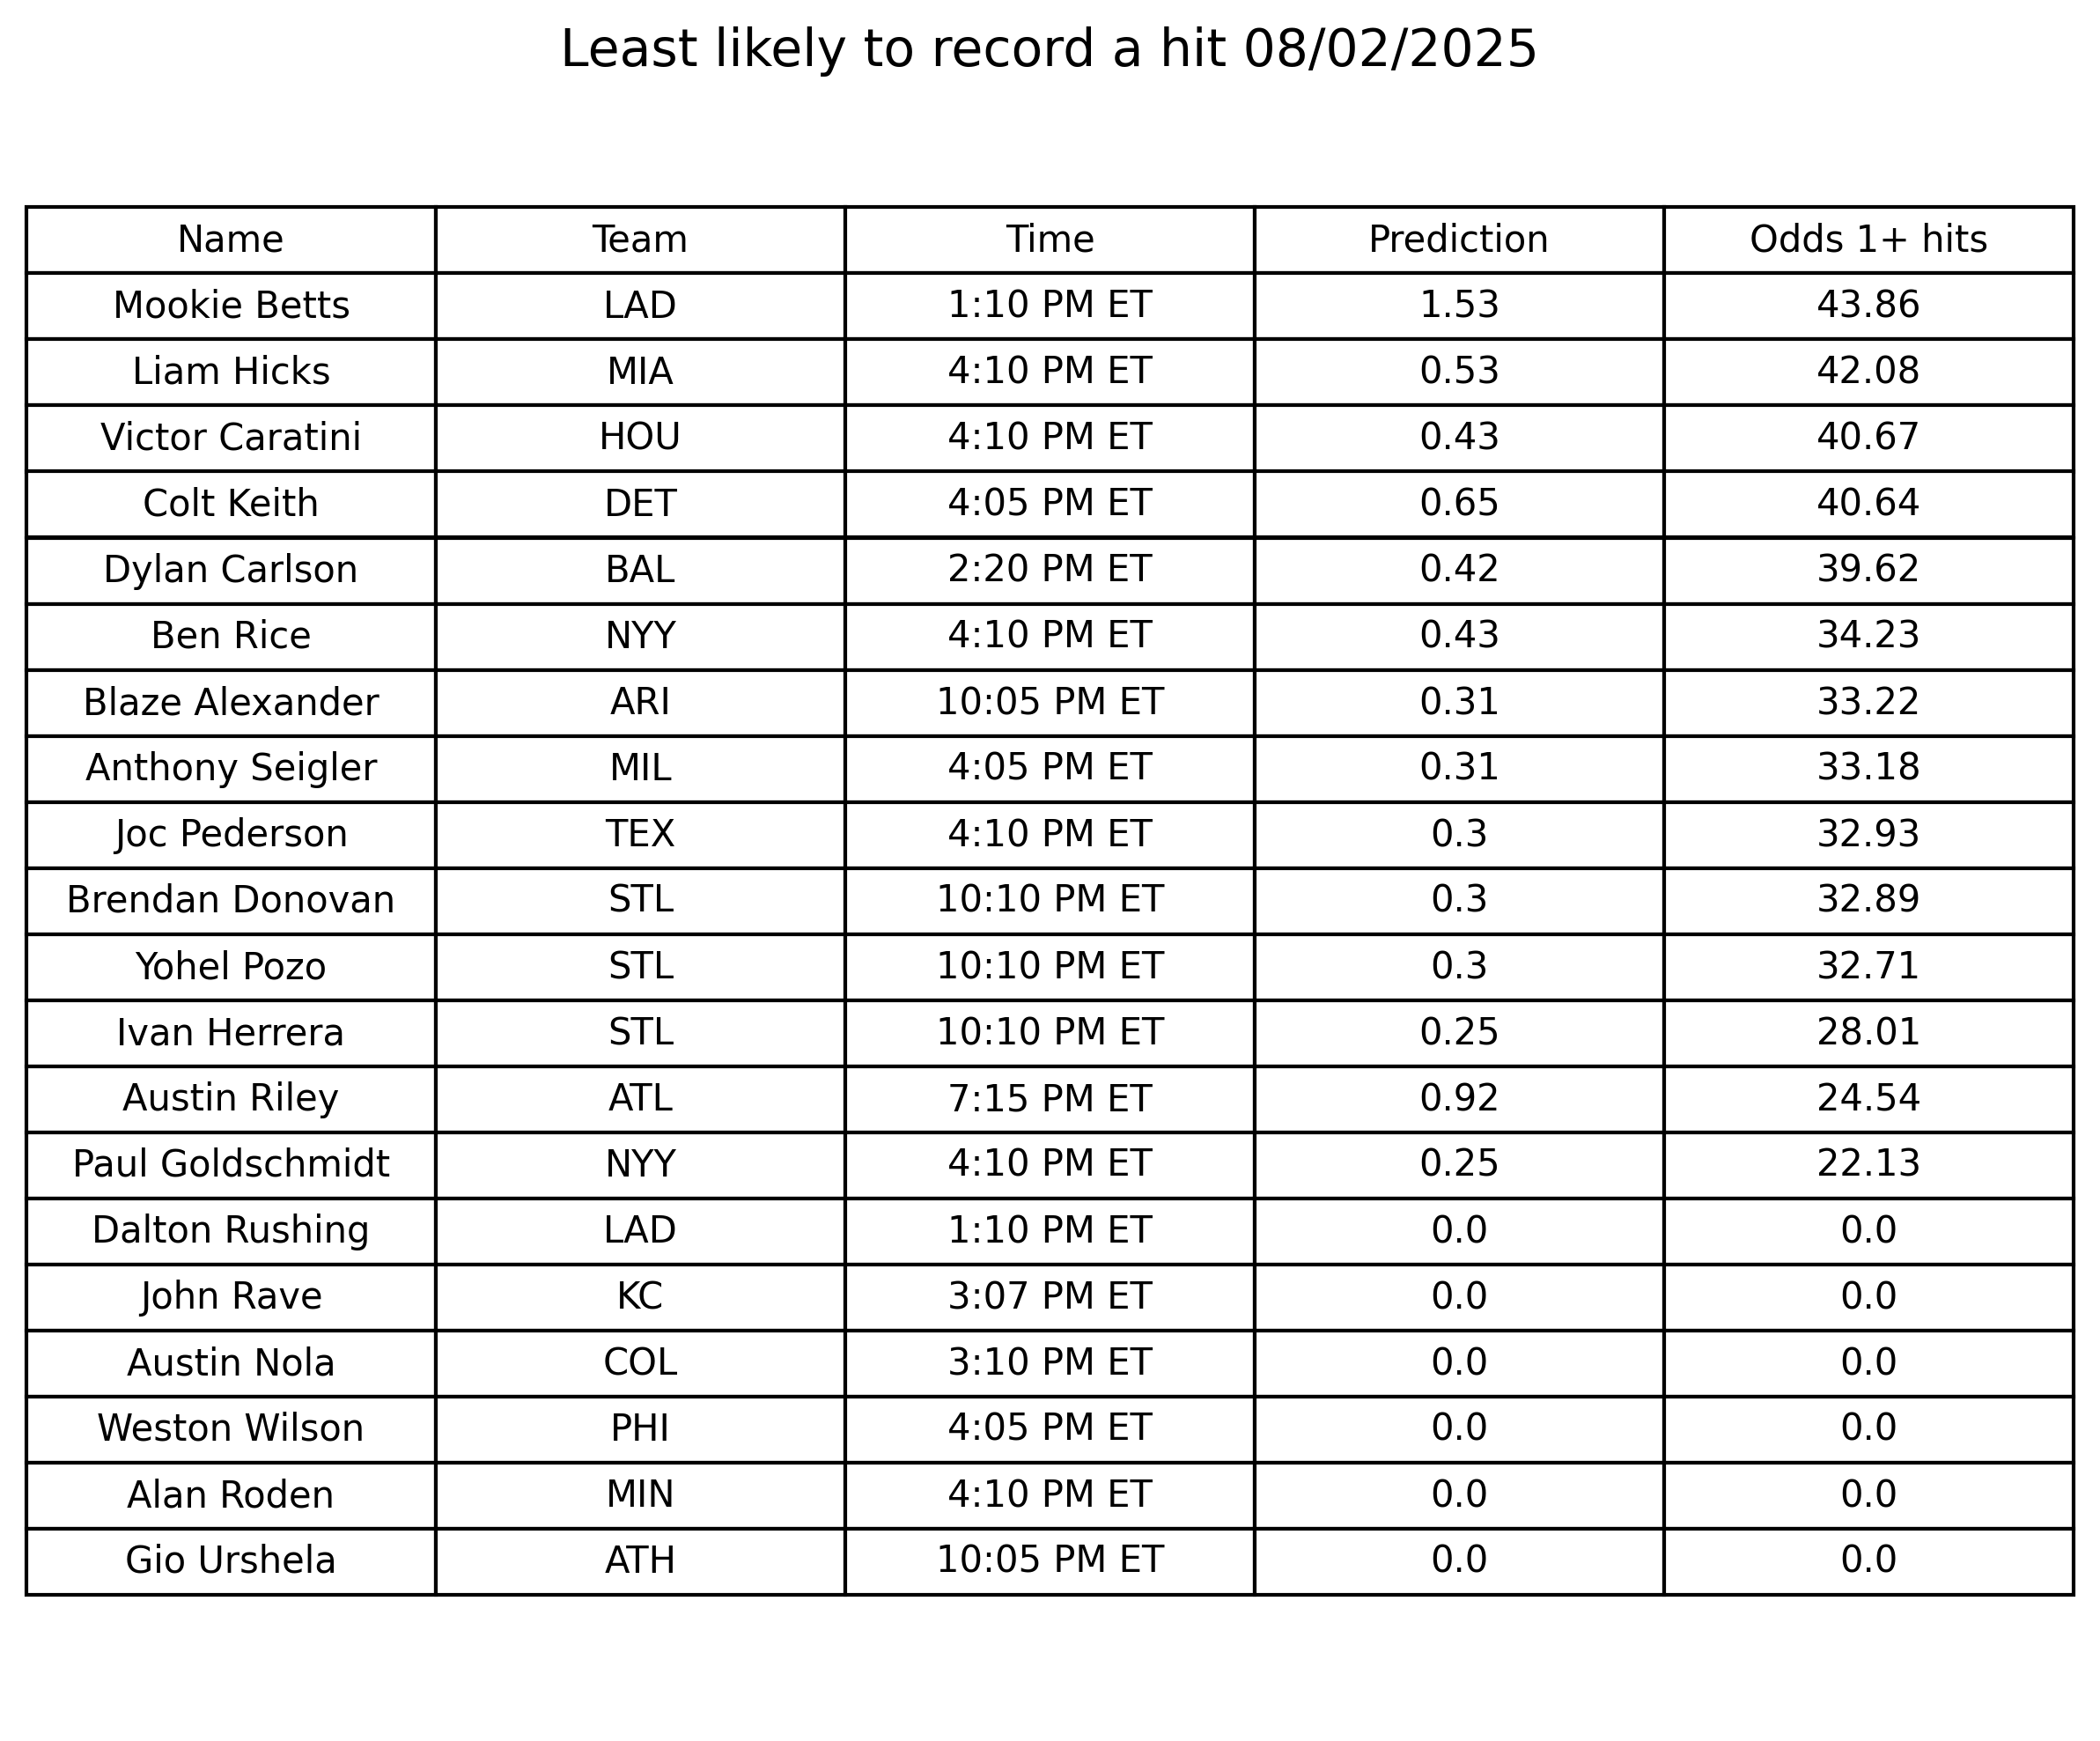 Least likely to record a hit 08/02/2025
Name Team Time Prediction Odds 1+ hits
Mookie Betts LAD 1:10 PM ET 1.53 43.86
Liam Hicks MIA 4:10 PM ET 0.53 42.08
Victor Caratini HOU 4:10 PM ET 0.43 40.67
Colt Keith DET 4:05 PM ET 0.65 40.64
Dylan Carlson BAL 2:20 PM ET 0.42 39.62
Ben Rice NYY 4:10 PM ET 0.43 34.23
Blaze Alexander ARI 10:05 PM ET 0.31 33.22
Anthony Seigler MIL 4:05 PM ET 0.31 33.18
Joc Pederson TEX 4:10 PM ET 0.3 32.93
Brendan Donovan STL 10:10 PM ET 0.3 32.89
Yohel Pozo STL 10:10 PM ET 0.3 32.71
Ivan Herrera STL 10:10 PM ET 0.25 28.01
Austin Riley ATL 7:15 PM ET 0.92 24.54
Paul Goldschmidt NYY 4:10 PM ET 0.25 22.13
Dalton Rushing LAD 1:10 PM ET 0.0 0.0
John Rave KC 3:07 PM ET 0.0 0.0
Austin Nola COL 3:10 PM ET 0.0 0.0
Weston Wilson PHI 4:05 PM ET 0.0 0.0
Alan Roden MIN 4:10 PM ET 0.0 0.0
Gio Urshela ATH 10:05 PM ET 0.0 0.0